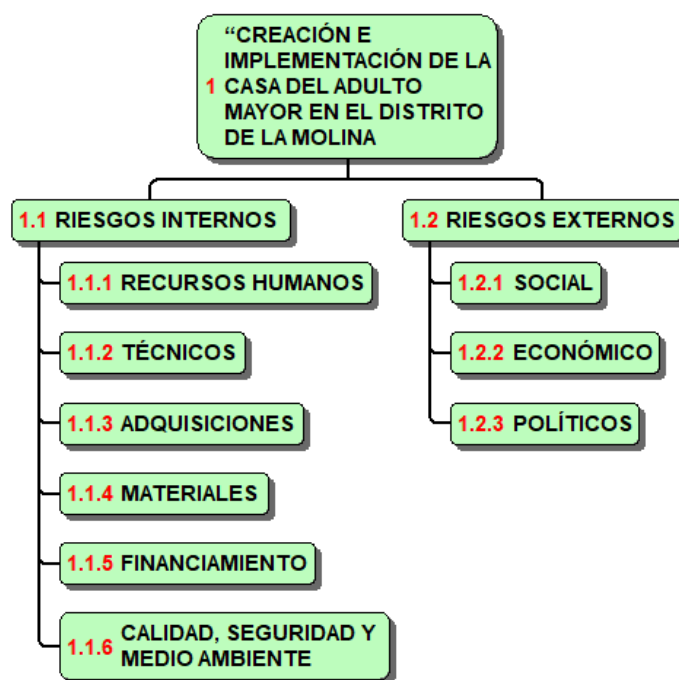 “CREACIÓN E
IMPLEMENTACIÓN DE LA
1 CASA DEL ADULTO
MAYOR EN EL DISTRITO
DE LA MOLINA
1.1 RIESGOS INTERNOS
1.1.1 RECURSOS HUMANOS
1.1.2 TÉCNICOS
1.1.3 ADQUISICIONES
1.1.4 MATERIALES
1.1.5 FINANCIAMIENTO
1.1.6 CALIDAD, SEGURIDAD Y
MEDIO AMBIENTE
1.2 RIESGOS EXTERNOS
1.2.1 SOCIAL
1.2.2 ECONÓMICO
1.2.3 POLÍTICOS